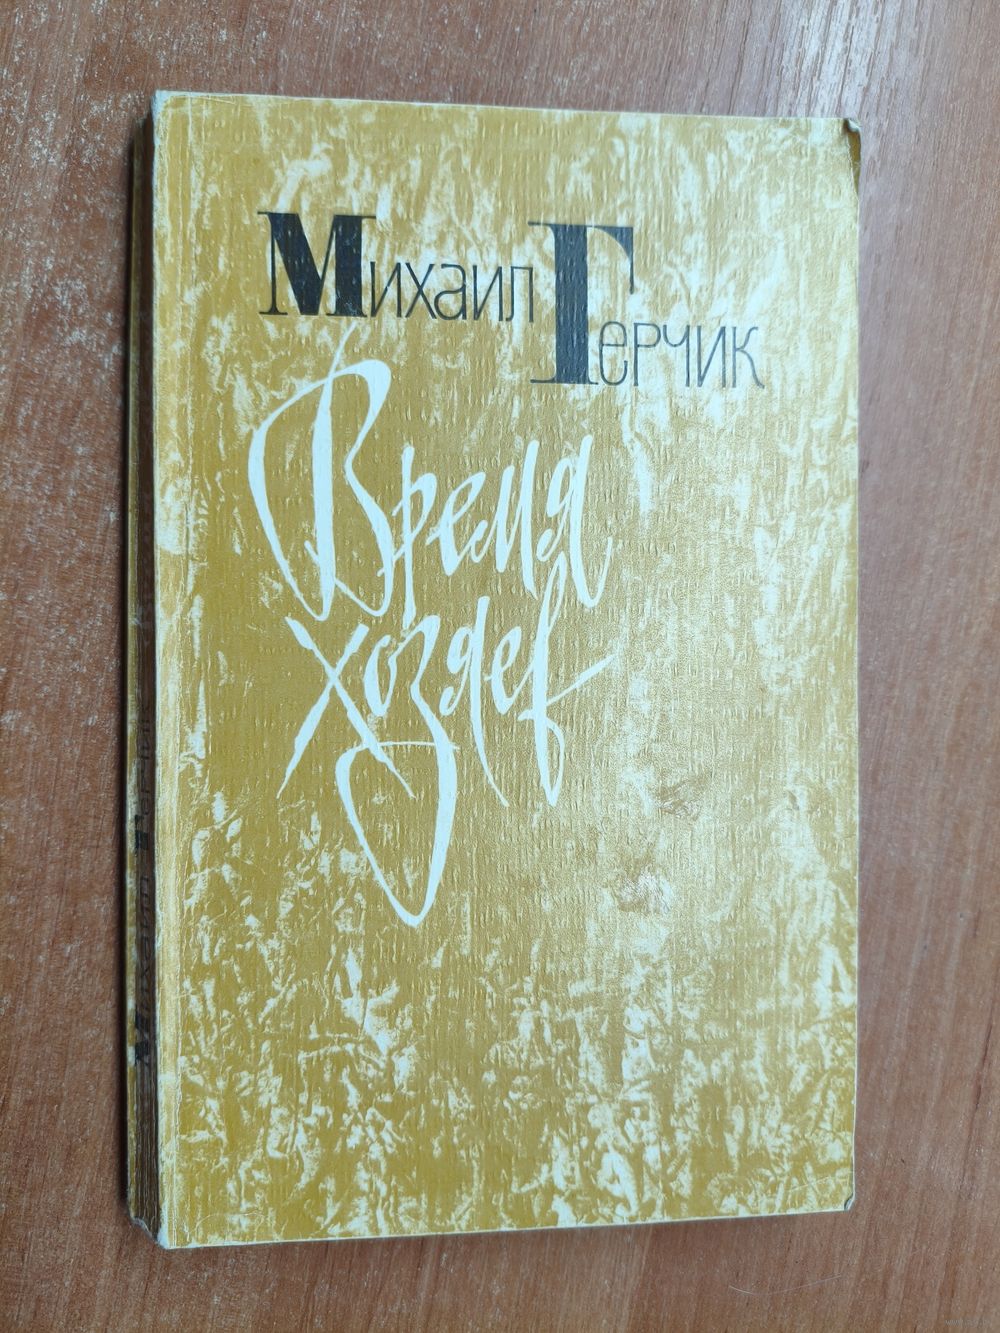 Михаил
Герчик
Время
хозяев
Михаил Герчик